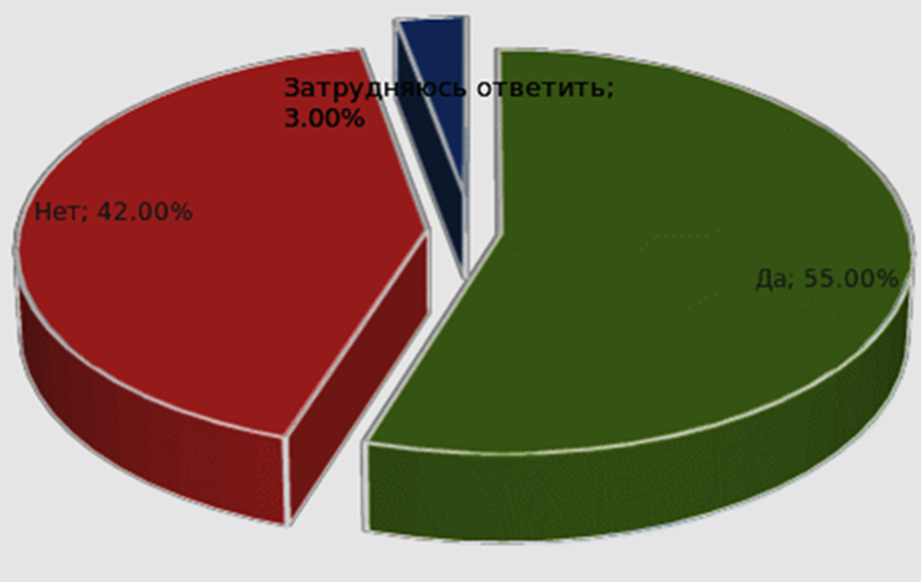 Затрудняюсь ответить;
3.00%
Нет; 42.00%
Да; 55.00%